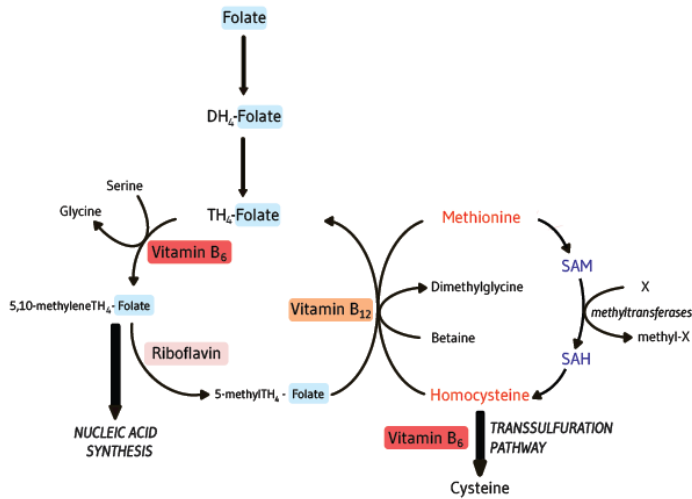 Folate
DH₄-Folate
Serine
Glycine
TH₄-Folate
Methionine
Vitamin B₆
SAM
5,10-methyleneTH₄- Folate
Vitamin B₁₂
Dimethylglycine
X
methyltransferases
methyl-X
Betaine
Riboflavin
SAH
5-methylTH₄ - Folate
Homocysteine
NUCLEIC ACID
SYNTHESIS
Vitamin B₆
TRANSSULFURATION
PATHWAY
Cysteine